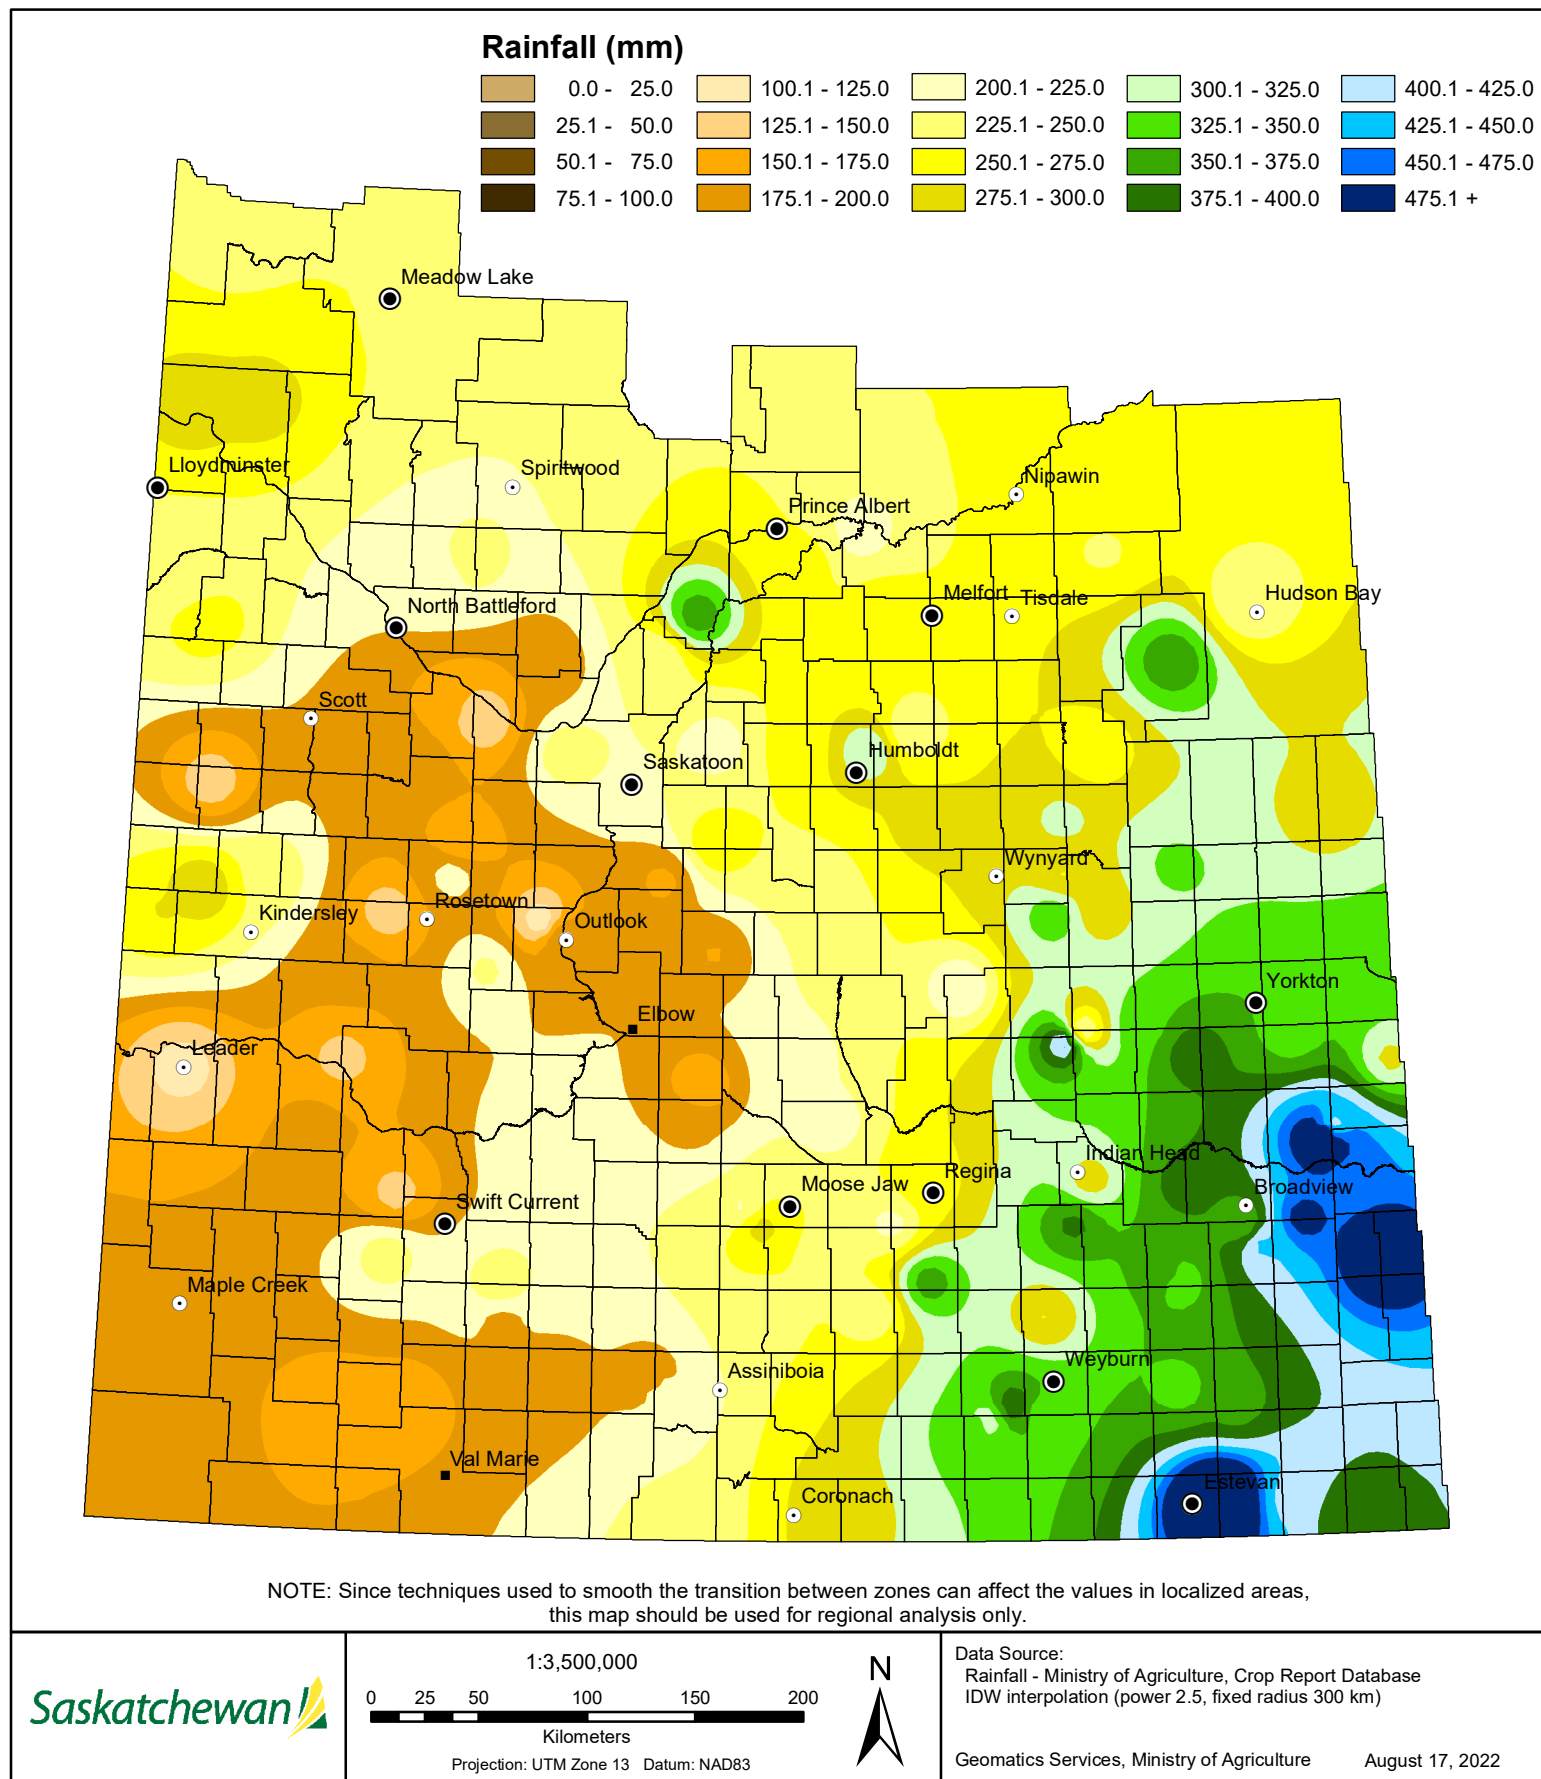 Rainfall (mm)
0.0 - 25.0
25.1 - 50.0
50.1 - 75.0
75.1 - 100.0
100.1 - 125.0
125.1 - 150.0
150.1 - 175.0
175.1 - 200.0
200.1 - 225.0
225.1 - 250.0
250.1 - 275.0
275.1 - 300.0
300.1 - 325.0
325.1 - 350.0
350.1 - 375.0
375.1 - 400.0
400.1 - 425.0
425.1 - 450.0
450.1 - 475.0
475.1 +
Meadow Lake
Lloydminster
Spiritwood
Nipawin
Prince Albert
North Battleford
Melfort
Tisdale
Hudson Bay
Scott
Saskatoon
Humboldt
Wynyard
Kindersley
Rosetown
Outlook
Yorkton
Elbow
Leader
Indian Head
Regina
Moose Jaw
Broadview
Swift Current
Maple Creek
Weyburn
Assiniboia
Val Marie
Estevan
Coronach
NOTE: Since techniques used to smooth the transition between zones can affect the values in localized areas,
this map should be used for regional analysis only.
Saskatchewan
1:3,500,000
0 25 50 100 150 200
Kilometers
Projection: UTM Zone 13 Datum: NAD83
N
Data Source:
Rainfall - Ministry of Agriculture, Crop Report Database
IDW interpolation (power 2.5, fixed radius 300 km)
Geomatics Services, Ministry of Agriculture August 17, 2022